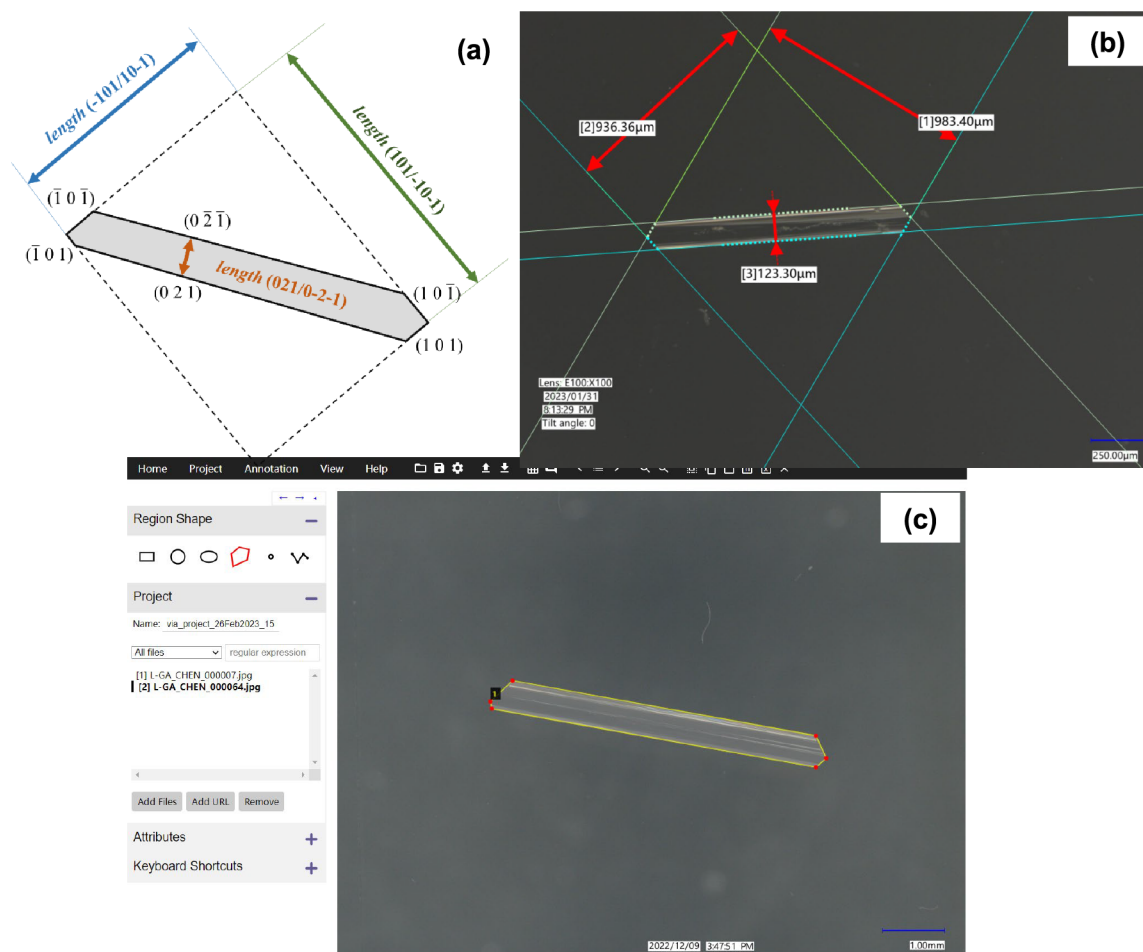 (a)
length (-101/10-1)
length (101/-10-1)
(1̅ 0 1̅)
(0 2̅ 1̅)
(1̅ 0 1)
length (021/0-2-1)
(0 2 1)
(1 0 1̅)
(1 0 1)
(b)
[2]936.36µm
[1]983.40µm
[3]123.30µm
Lens: E100:X100
2023/01/31
8:13:29 PM
Tilt angle: 0
250.00µm
Home Project Annotation View Help
(c)
Region Shape
Project
Name: via_project_26Feb2023_15
All files regular expression
[1] L-GA_CHEN_000007.jpg
[2] L-GA_CHEN_000064.jpg
Add Files Add URL Remove
Attributes
Keyboard Shortcuts
1
2022/12/09 3:47:51 PM
1.00mm